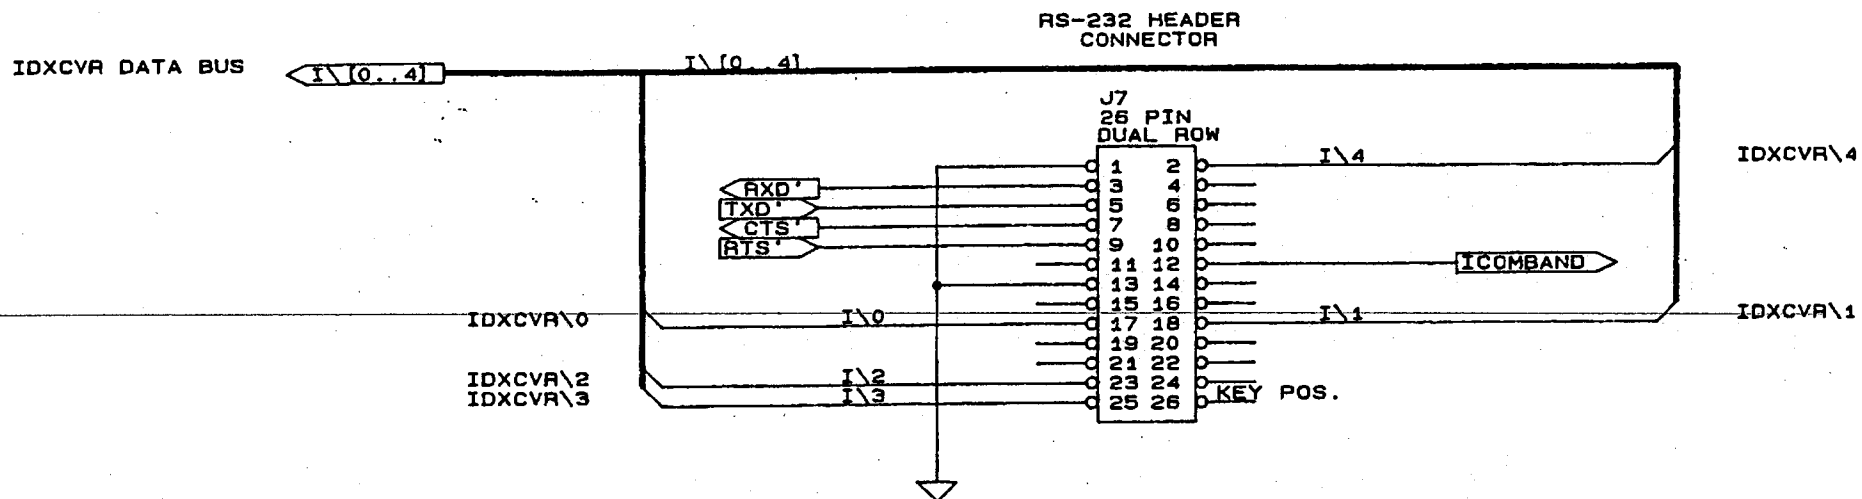 RS-232 HEADER
CONNECTOR
IDXCVR DATA BUS
I\[0..4]
I\[0..4]
J7
26 PIN
DUAL ROW
1 2
I\4
IDXCVR\4
RXD'
3 4
TXD'
5 6
CTS'
7 8
RTS'
9 10
11 12
ICOMBAND
13 14
15 16
IDXCVR\0
I\0
17 18
I\1
IDXCVR\1
19 20
21 22
IDXCVR\2
I\2
23 24
IDXCVR\3
I\3
25 26
KEY POS.